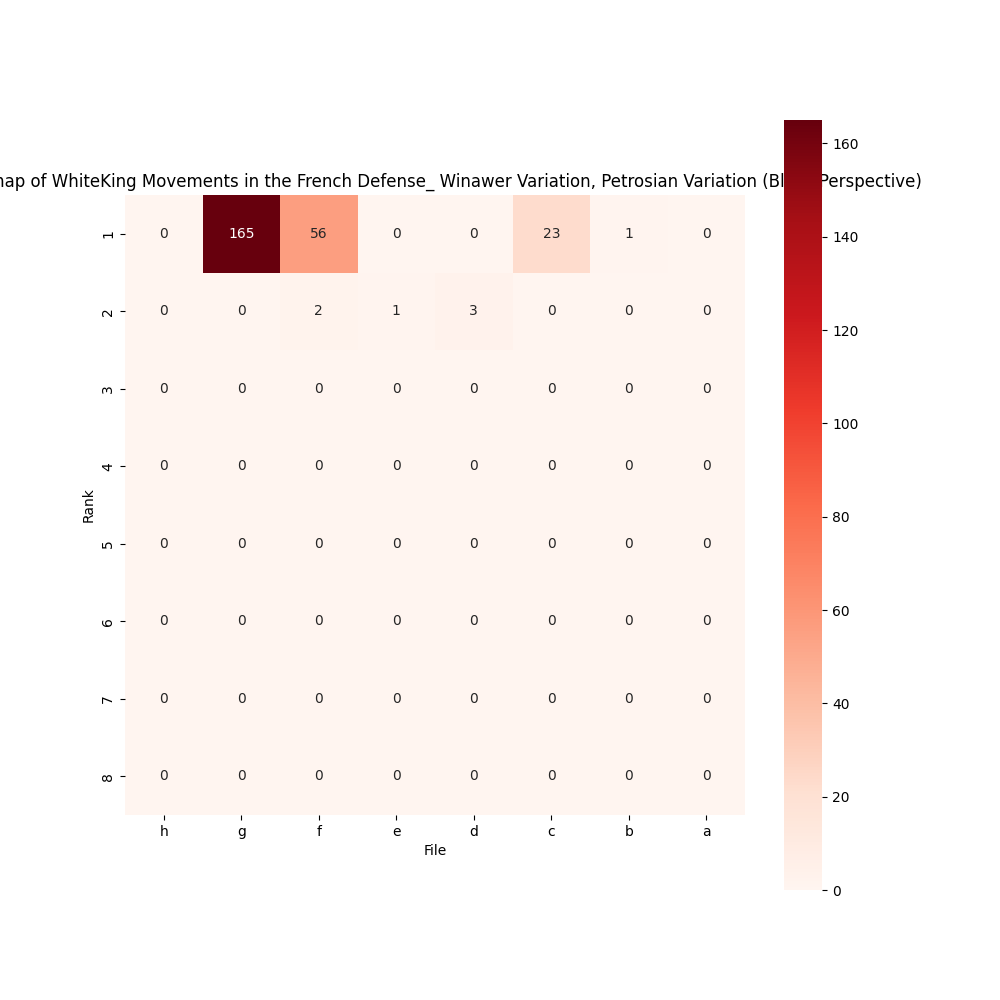 map of WhiteKing Movements in the French Defense_ Winawer Variation, Petrosian Variation (Bl Perspective)
160
140
120
100
80
60
40
20
0
Rank
1 0 165 56 0 0 23 1 0
2 0 0 2 1 3 0 0 0
3 0 0 0 0 0 0 0 0
4 0 0 0 0 0 0 0 0
5 0 0 0 0 0 0 0 0
6 0 0 0 0 0 0 0 0
7 0 0 0 0 0 0 0 0
8 0 0 0 0 0 0 0 0
h g f e d c b a
File